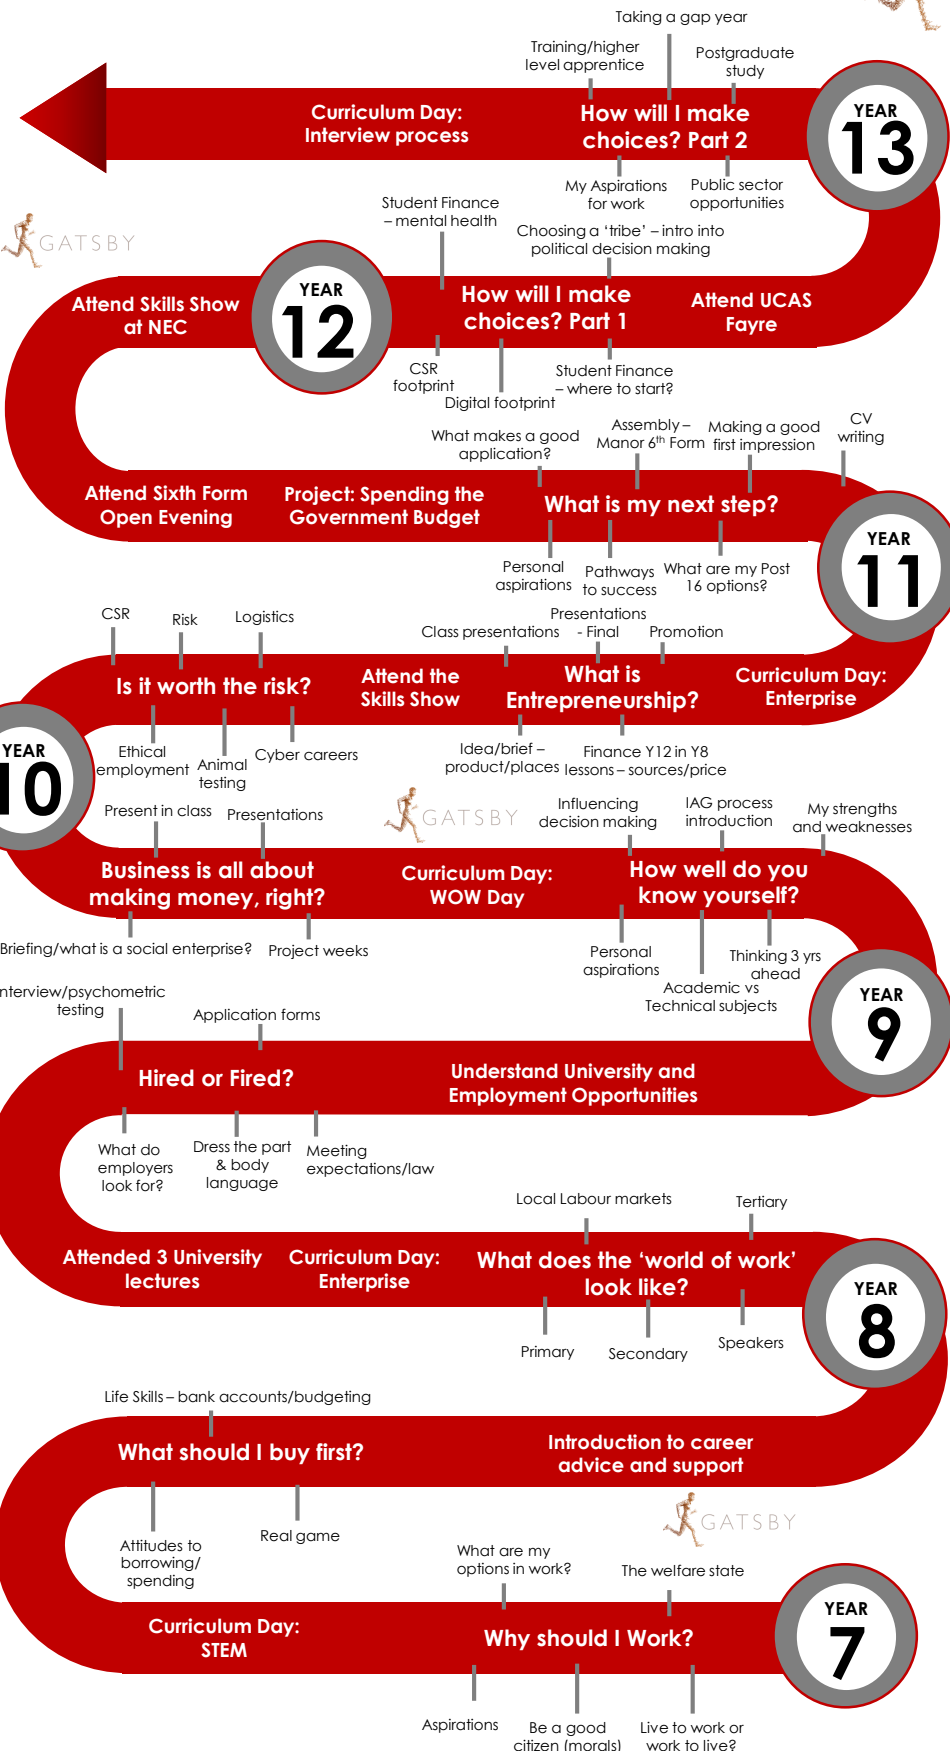 Taking a gap year
Training/higher
level apprentice
Postgraduate
study
Curriculum Day:
Interview process
How will I make
choices? Part 2
YEAR
13
My Aspirations
for work
Public sector
opportunities
Student Finance
– mental health
Choosing a ‘tribe’ – intro into
political decision making
GATSBY
Attend Skills Show
at NEC
YEAR
12
How will I make
choices? Part 1
Attend UCAS
Fayre
CSR
footprint
Digital footprint
Student Finance
– where to start?
What makes a good
application?
Assembly –
Manor 6th Form
Making a good
first impression
CV
writing
Attend Sixth Form
Open Evening
Project: Spending the
Government Budget
What is my next step?
YEAR
11
Personal
aspirations
Pathways
to success
What are my Post
16 options?
CSR
Risk
Logistics
Class presentations
Presentations
- Final
Promotion
Is it worth the risk?
Attend the
Skills Show
What is
Entrepreneurship?
Curriculum Day:
Enterprise
YEAR
10
Ethical
employment
Animal
testing
Cyber careers
Idea/brief –
product/places
Finance Y12 in Y8
lessons – sources/price
Present in class
Presentations
GATSBY
Influencing
decision making
IAG process
introduction
My strengths
and weaknesses
Business is all about
making money, right?
Curriculum Day:
WOW Day
How well do you
know yourself?
Briefing/what is a social enterprise?
Project weeks
Personal
aspirations
Academic vs
Technical subjects
Thinking 3 yrs
ahead
YEAR
9
nterview/psychometric
testing
Application forms
Hired or Fired?
Understand University and
Employment Opportunities
What do
employers
look for?
Dress the part
& body
language
Meeting
expectations/law
Local Labour markets
Tertiary
Attended 3 University
lectures
Curriculum Day:
Enterprise
What does the ‘world of work’
look like?
YEAR
8
Primary
Secondary
Speakers
Life Skills – bank accounts/budgeting
What should I buy first?
Introduction to career
advice and support
Attitudes to
borrowing/
spending
Real game
GATSBY
What are my
options in work?
The welfare state
Curriculum Day:
STEM
Why should I Work?
YEAR
7
Aspirations
Be a good
citizen (morals)
Live to work or
work to live?